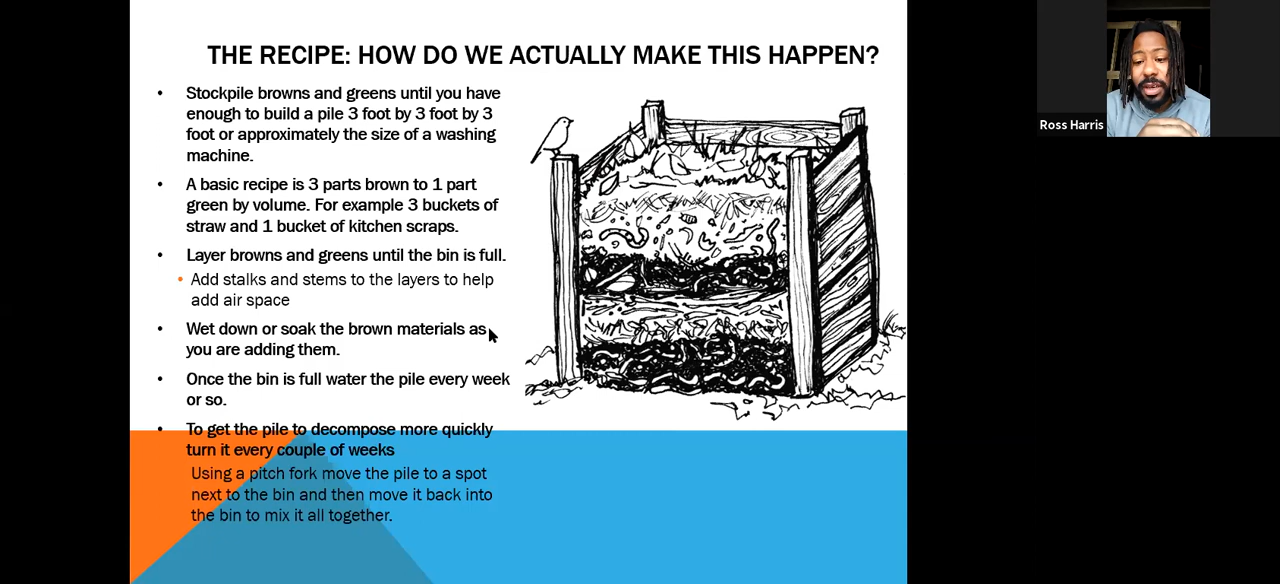 THE RECIPE: HOW DO WE ACTUALLY MAKE THIS HAPPEN?
• Stockpile browns and greens until you have
enough to build a pile 3 foot by 3 foot by 3
foot or approximately the size of a washing
machine.
• A basic recipe is 3 parts brown to 1 part
green by volume. For example 3 buckets of
straw and 1 bucket of kitchen scraps.
• Layer browns and greens until the bin is full.
• Add stalks and stems to the layers to help
add air space
• Wet down or soak the brown materials as
you are adding them.
• Once the bin is full water the pile every week
or so.
• To get the pile to decompose more quickly
turn it every couple of weeks
Using a pitch fork move the pile to a spot
next to the bin and then move it back into
the bin to mix it all together.
Ross Harris